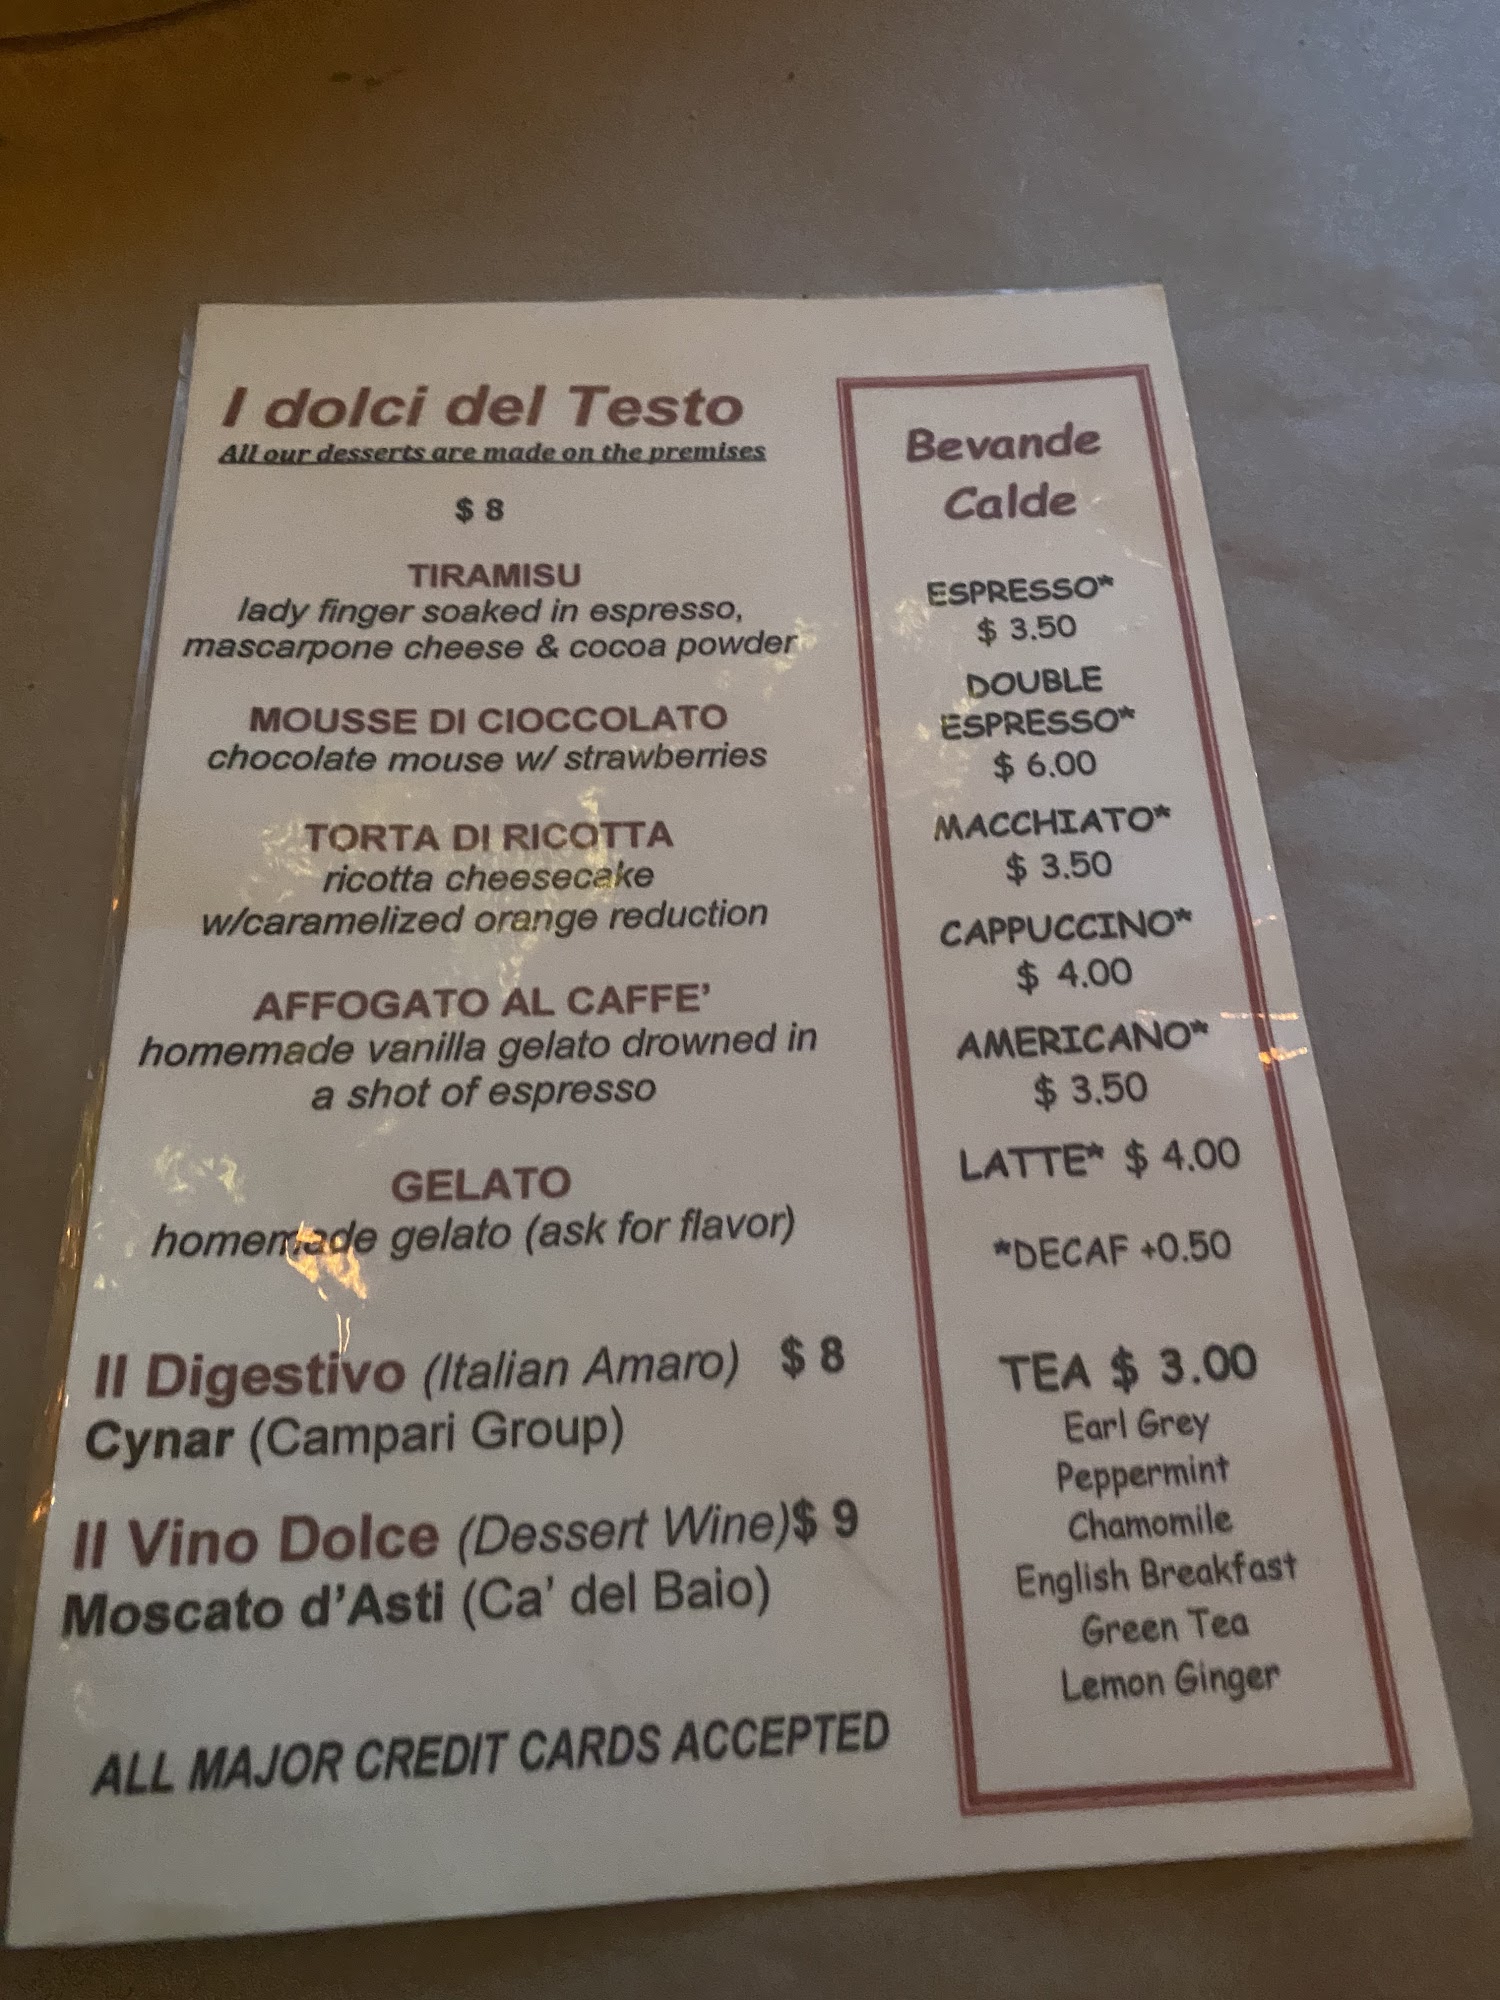 I dolci del Testo
All our desserts are made on the premises
$ 8
TIRAMISU
lady finger soaked in espresso,
mascarpone cheese & cocoa powder
MOUSSE DI CIOCCOLATO
chocolate mouse w/ strawberries
TORTA DI RICOTTA
ricotta cheesecake
w/caramelized orange reduction
AFFOGATO AL CAFFE'
homemade vanilla gelato drowned in
a shot of espresso
GELATO
homemade gelato (ask for flavor)
Il Digestivo (Italian Amaro) $ 8
Cynar (Campari Group)
Il Vino Dolce (Dessert Wine)$ 9
Moscato d'Asti (Ca' del Baio)
ALL MAJOR CREDIT CARDS ACCEPTED
Bevande
Calde
ESPRESSO*
$ 3.50
DOUBLE
ESPRESSO*
$ 6.00
MACCHIATO*
$ 3.50
CAPPUCCINO*
$ 4.00
AMERICANO*
$ 3.50
LATTE* $ 4.00
*DECAF +0.50
TEA $ 3.00
Earl Grey
Peppermint
Chamomile
English Breakfast
Green Tea
Lemon Ginger